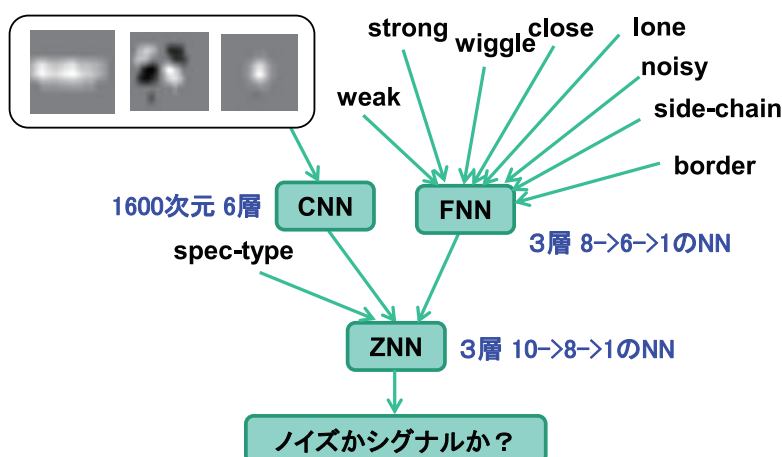 strong
wiggle
close
lone
noisy
weak
side-chain
border
1600次元 6層
CNN
FNN
3層 8->6->1のNN
spec-type
ZNN
3層 10->8->1のNN
ノイズかシグナルか？